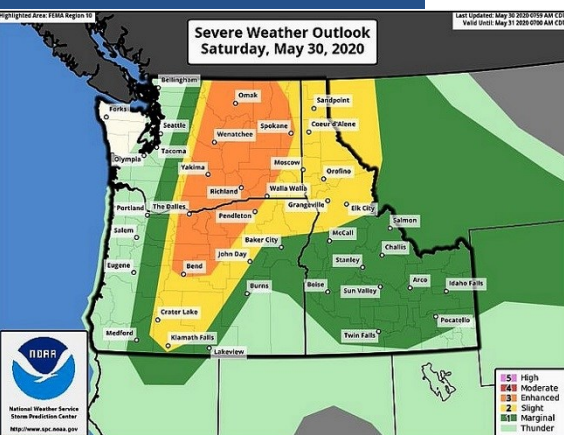 Highlighted Area: FEMA Region 10
Last Updated: May 30 2020 0759 AM CDT
Valid Until: May 31 2020 0700 AM CDT
Severe Weather Outlook
Saturday, May 30, 2020
Bellingham
Omak
Sandpoint
Forks
Seattle
Spokane
Coeur d'Alene
Wenatchee
Tacoma
Olympia
Yakima
Moscow
Orofino
Richland
Walla Walla
Grangeville
Elk City
Portland
The Dalles
Pendleton
Salmon
Salem
McCall
Baker City
Challis
John Day
Stanley
Eugene
Bend
Burns
Boise
Sun Valley
Arco
Idaho Falls
Crater Lake
Pocatello
Medford
Klamath Falls
Twin Falls
Lakeview
NOAA
National Weather Service
Storm Prediction Center
http://www.spc.noaa.gov
5 High
4 Moderate
3 Enhanced
2 Slight
1 Marginal
Thunder